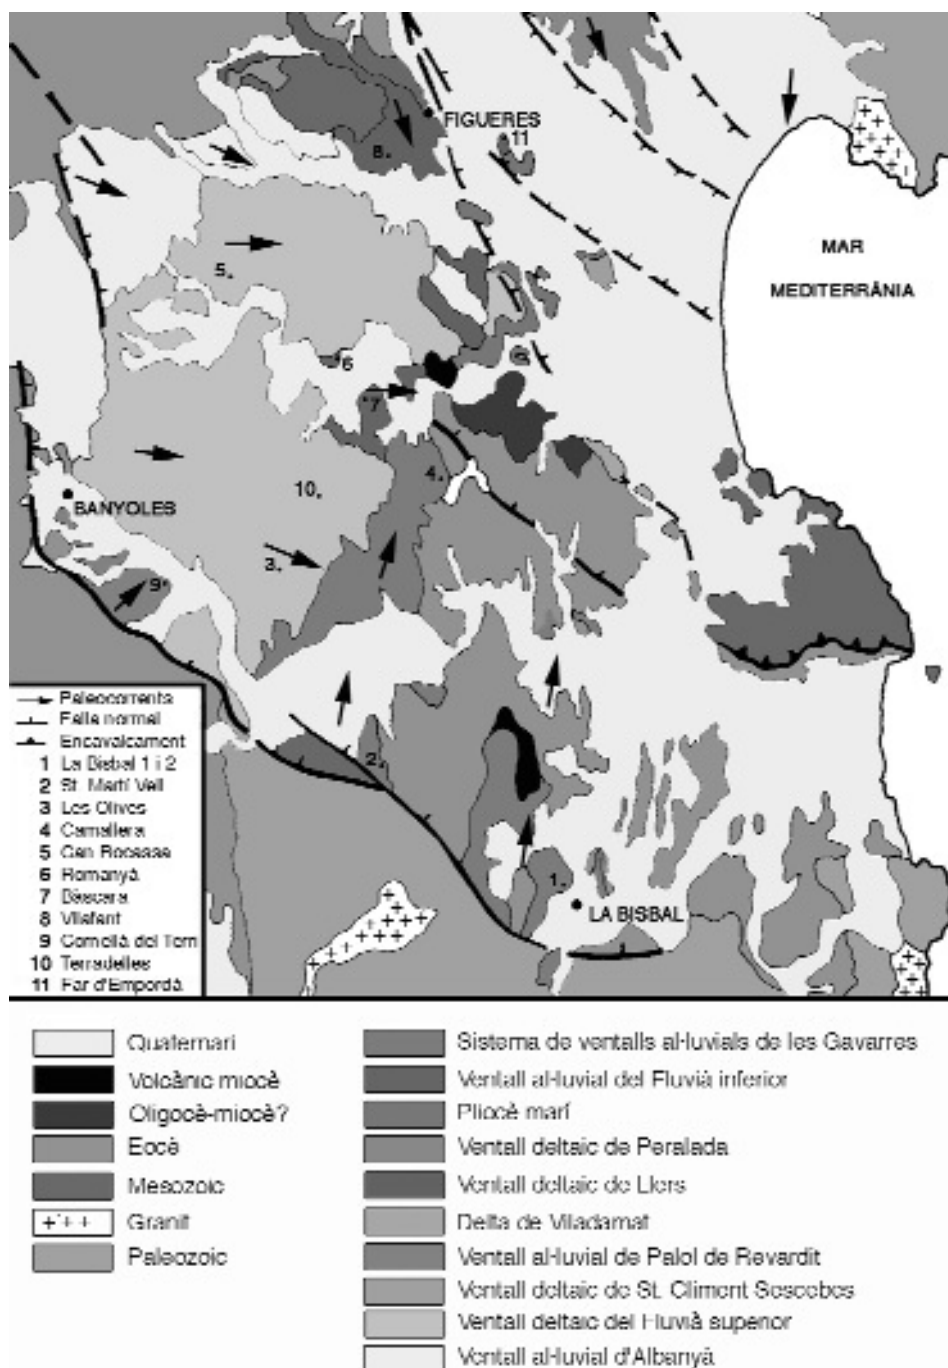 FIGUERES
11
8.
MAR
MEDITERRÀNIA
5.
6
7
4.
10.
BANYOLES
3.
9
2.
1.
LA BISBAL
Paleocorrents
Falla normal
Encavalcament
1 La Bisbal 1 i 2
2 St. Martí Vell
3 Les Olives
4 Camallera
5 Can Rocasse
6 Romanyà
7 Bàscara
8 Vilafant
9 Cornellà del Terri
10 Terradelles
11 Far d'Empordà
Quaternari
Volcànic miocè
Oligocè-miocè?
Eocè
Mesozoic
Granit
Paleozoic
Sistema de ventalls al·luvials de les Gavarres
Ventall al·luvial del Fluvià inferior
Pliocè marí
Ventall deltaic de Peralada
Ventall deltaic de Llers
Delta de Viladamat
Ventall al·luvial de Palol de Revardit
Ventall deltaic de St. Climent Sescebes
Ventall deltaic del Fluvià superior
Ventall al·luvial d'Albanyà